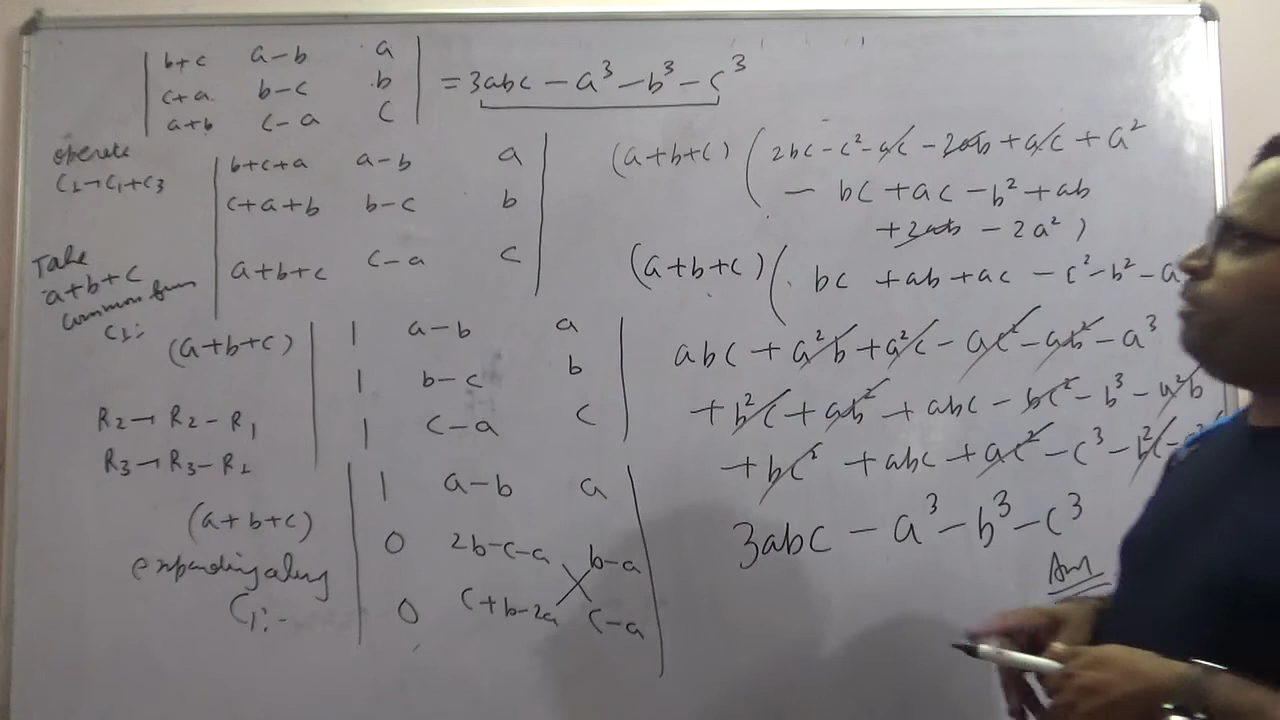 b+c a-b a
c+a b-c b = 3abc - a³ - b³ - c³
a+b c-a c
operate
C₁→C₁+C₃
b+c+a a-b a
c+a+b b-c b
a+b+c c-a c
Take
a+b+c
common from
C₁:-
(a+b+c) 1 a-b a
1 b-c b
1 c-a c
R₂→R₂-R₁
R₃→R₃-R₁
(a+b+c) 1 a-b a
0 2b-c-a b-a
0 c+b-2a c-a
expanding along
C₁:-
(a+b+c) (2bc - c² - ac - 2ab + ac + a²
- bc + ac - b² + ab
+2ab - 2a²)
(a+b+c) ( bc + ab + ac - c² - b² - a
abc + a²b + a²c - ac² - ab² - a³
+ b²c + ab² + abc - bc² - b³ - a²b
+ bc² + abc + ac² - c³ - b²c -
3abc - a³ - b³ - c³
Ans